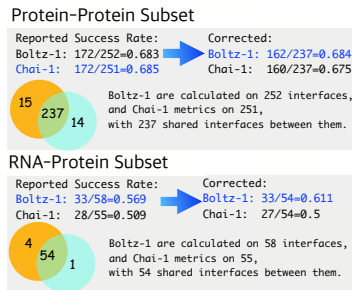 Protein-Protein Subset
Reported Success Rate:
Boltz-1: 172/252=0.683
Chai-1: 172/251=0.685
Corrected:
Boltz-1: 162/237=0.684
Chai-1: 160/237=0.675
15
237
14
Boltz-1 are calculated on 252 interfaces,
and Chai-1 metrics on 251,
with 237 shared interfaces between them.
RNA-Protein Subset
Reported Success Rate:
Boltz-1: 33/58=0.569
Chai-1: 28/55=0.509
Corrected:
Boltz-1: 33/54=0.611
Chai-1: 27/54=0.5
4
54
1
Boltz-1 are calculated on 58 interfaces,
and Chai-1 metrics on 55,
with 54 shared interfaces between them.